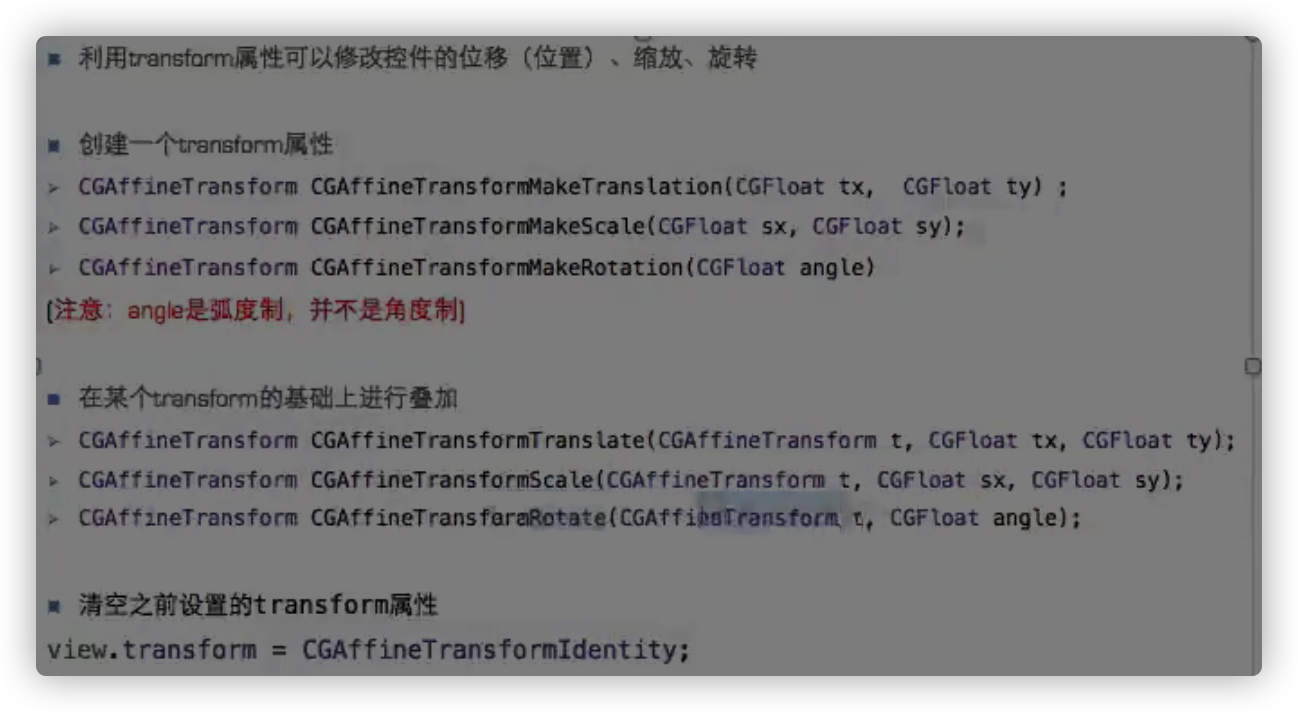 利用transform属性可以修改控件的位移（位置）、缩放、旋转
创建一个transform属性
CGAffineTransform CGAffineTransformMakeTranslation(CGFloat tx, CGFloat ty) ;
CGAffineTransform CGAffineTransformMakeScale(CGFloat sx, CGFloat sy);
CGAffineTransform CGAffineTransformMakeRotation(CGFloat angle)
(注意：angle是弧度制，并不是角度制)
在某个transform的基础上进行叠加
CGAffineTransform CGAffineTransformTranslate(CGAffineTransform t, CGFloat tx, CGFloat ty);
CGAffineTransform CGAffineTransformScale(CGAffineTransform t, CGFloat sx, CGFloat sy);
CGAffineTransform CGAffineTransformRotate(CGAffineTransform t, CGFloat angle);
清空之前设置的transform属性
view.transform = CGAffineTransformIdentity;